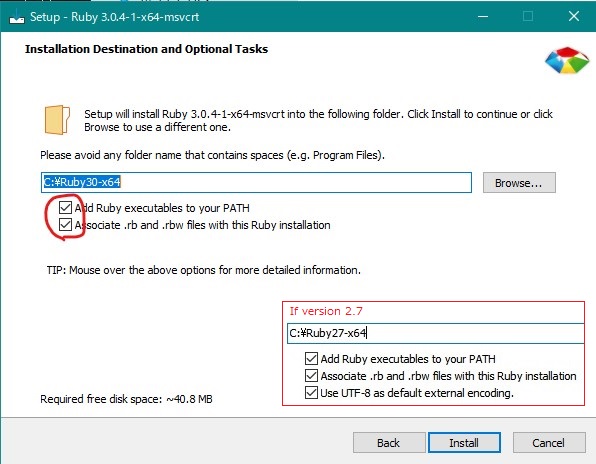 Setup - Ruby 3.0.4-1-x64-msvcrt
Installation Destination and Optional Tasks
Setup will install Ruby 3.0.4-1-x64-msvcrt into the following folder. Click Install to continue or click
Browse to use a different one.
Please avoid any folder name that contains spaces (e.g. Program Files).
C:¥Ruby30-x64
Browse...
Add Ruby executables to your PATH
Associate .rb and .rbw files with this Ruby installation
TIP: Mouse over the above options for more detailed information.
If version 2.7
C:¥Ruby27-x64
Add Ruby executables to your PATH
Associate .rb and .rbw files with this Ruby installation
Use UTF-8 as default external encoding.
Required free disk space: ~40.8 MB
Back
Install
Cancel